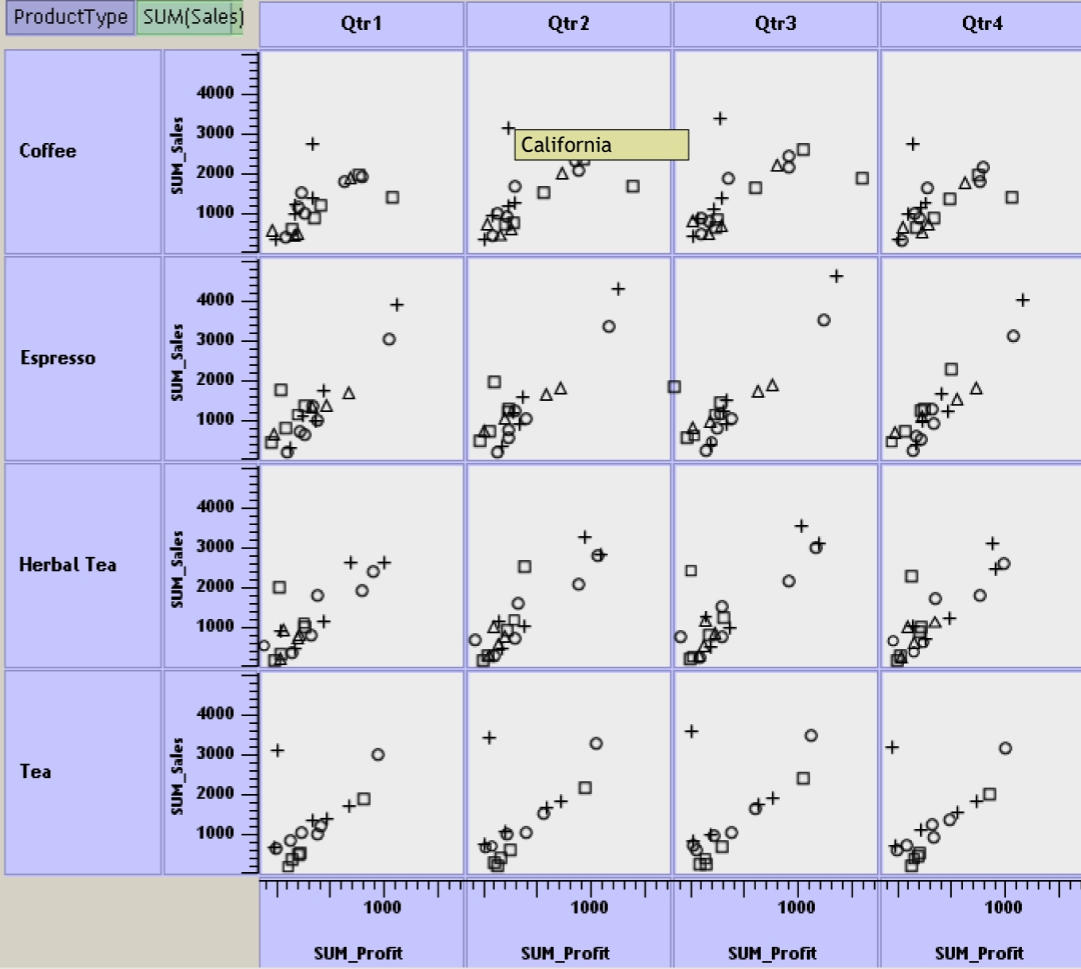 ProductType SUM(Sales)
Qtr1 Qtr2 Qtr3 Qtr4
Coffee
SUM_Sales
4000
3000
2000
1000
California
Espresso
SUM_Sales
4000
3000
2000
1000
Herbal Tea
SUM_Sales
4000
3000
2000
1000
Tea
SUM_Sales
4000
3000
2000
1000
1000 1000 1000 1000
SUM_Profit SUM_Profit SUM_Profit SUM_Profit